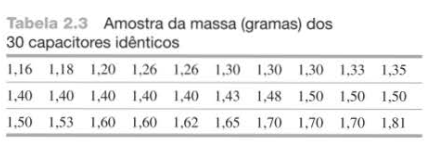 Tabela 2.3 Amostra da massa (gramas) dos
30 capacitores idênticos
1,16 1,18 1,20 1,26 1,26 1,30 1,30 1,30 1,33 1,35
1,40 1,40 1,40 1,40 1,40 1,43 1,48 1,50 1,50 1,50
1,50 1,53 1,60 1,60 1,62 1,65 1,70 1,70 1,70 1,81